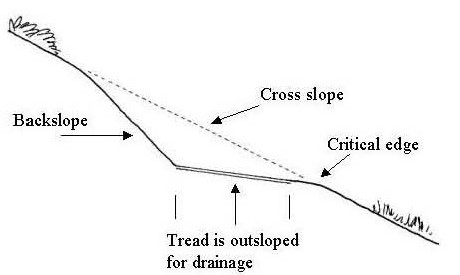 Cross slope
Backslope
Critical edge
Tread is outsloped
for drainage